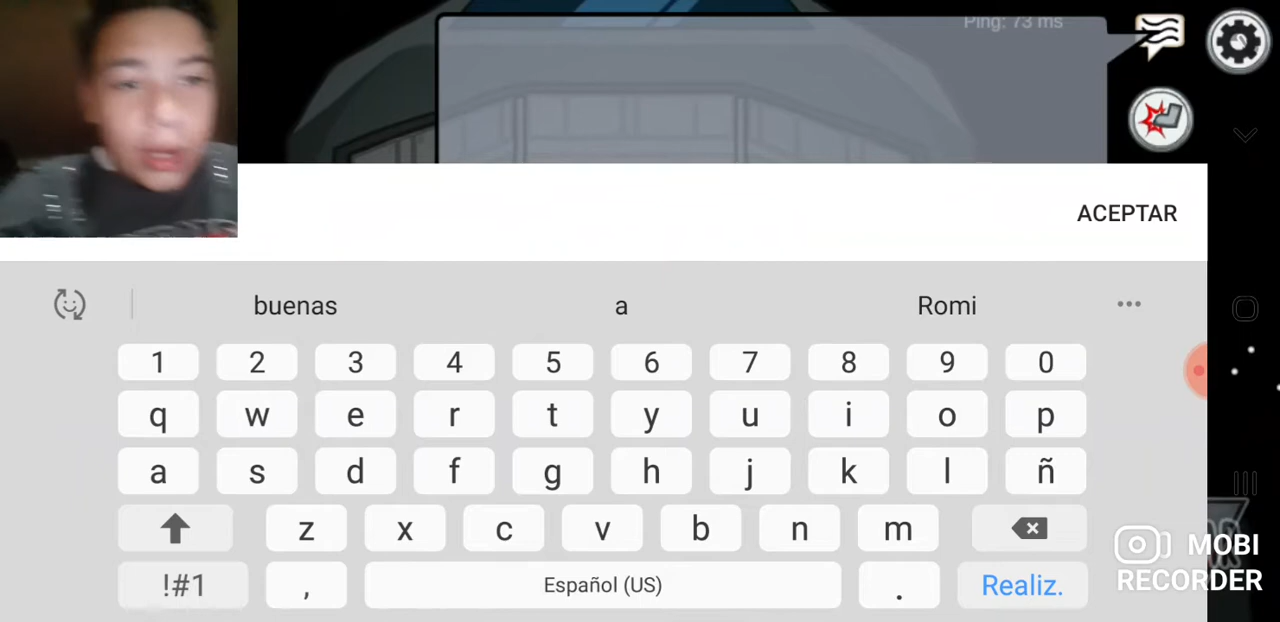 Ping: 73 ms
ACEPTAR
buenas a Romi
1 2 3 4 5 6 7 8 9 0
q w e r t y u i o p
a s d f g h j k l ñ
z x c v b n m
!#1 , Español (US) . Realiz.
MOBI
RECORDER